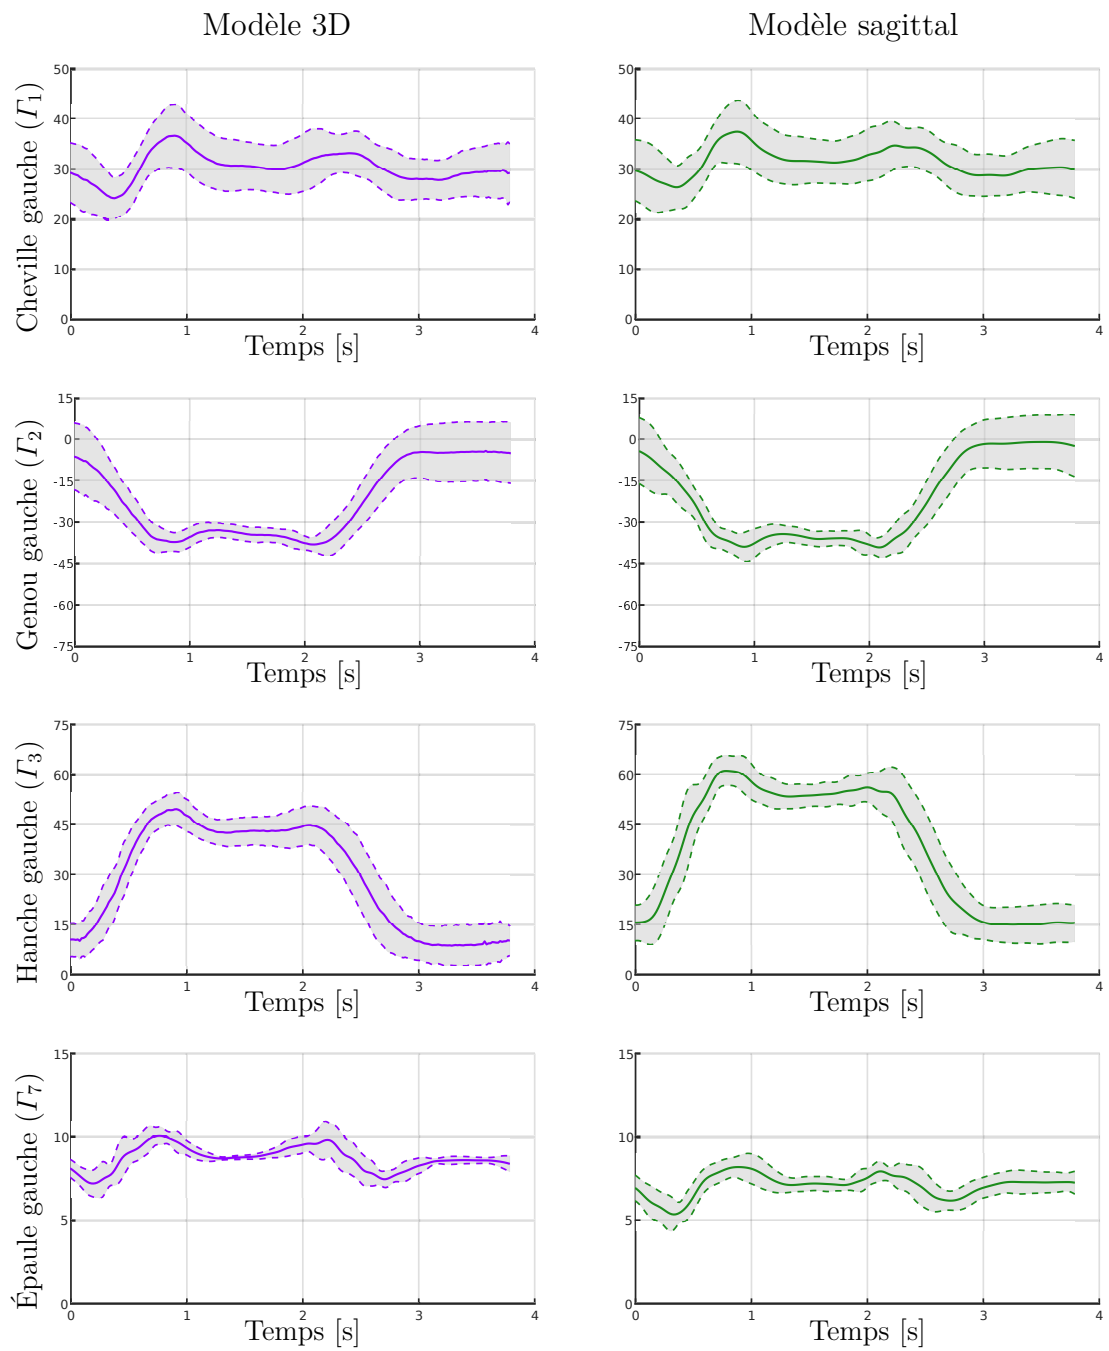 Modèle 3D
Modèle sagittal
Cheville gauche (Γ1)
50
40
30
20
10
0
0 1 2 3 4
Temps [s]
50
40
30
20
10
0
0 1 2 3 4
Temps [s]
Genou gauche (Γ2)
15
0
-15
-30
-45
-60
-75
0 1 2 3 4
Temps [s]
15
0
-15
-30
-45
-60
-75
0 1 2 3 4
Temps [s]
Hanche gauche (Γ3)
75
60
45
30
15
0
0 1 2 3 4
Temps [s]
75
60
45
30
15
0
0 1 2 3 4
Temps [s]
Épaule gauche (Γ7)
15
10
5
0
0 1 2 3 4
Temps [s]
15
10
5
0
0 1 2 3 4
Temps [s]